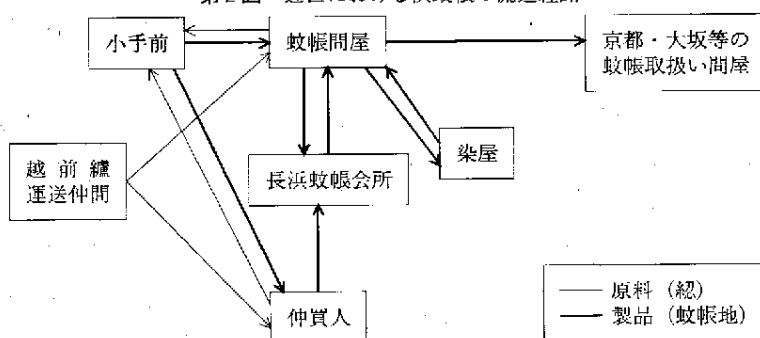 小手前
蚊帳問屋
京都・大坂等の
蚊帳取扱い問屋
染屋
越前纑
運送仲間
長浜蚊帳会所
仲買人
原料（綛）
製品（蚊帳地）